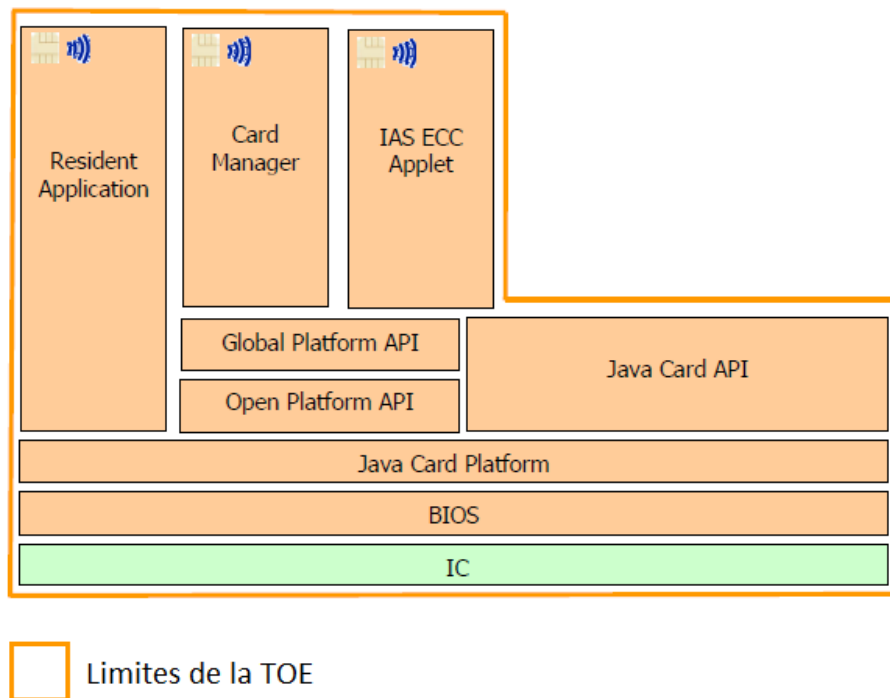 Resident
Application
Card
Manager
IAS ECC
Applet
Global Platform API
Open Platform API
Java Card API
Java Card Platform
BIOS
IC
Limites de la TOE